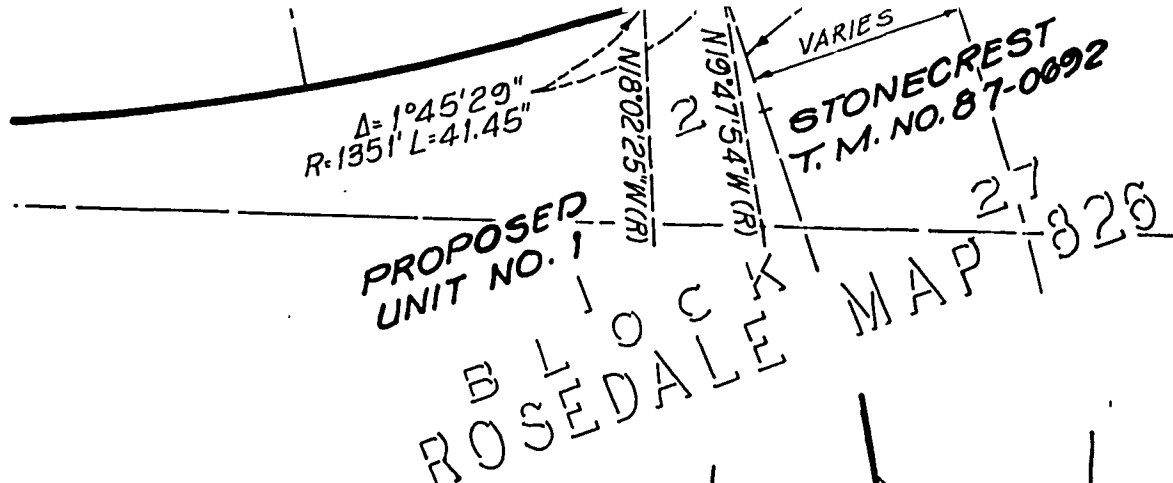 VARIES
Δ= 1°45'29"
R=1351' L=41.45"
N18°02'25"W(R)
2
N19°47'54"W(R)
STONECREST
T. M. NO. 87-0692
PROPOSED
UNIT NO. 1
27
BLOCK 1
ROSEDALE MAP 826